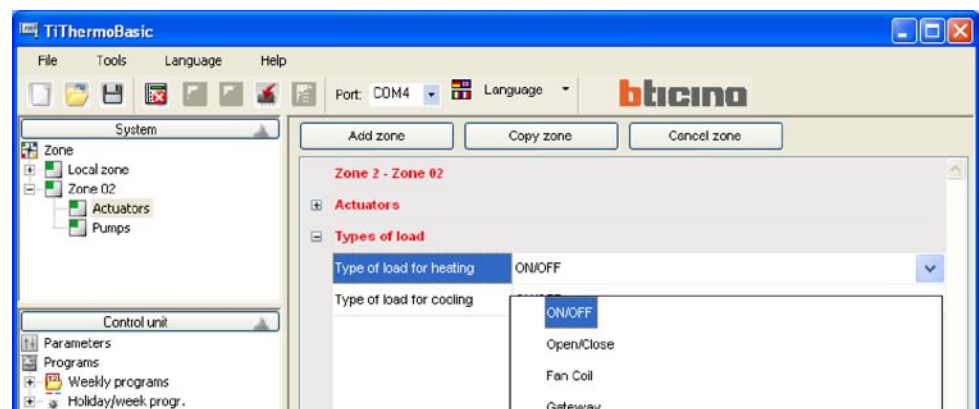 TiThermoBasic
File Tools Language Help
Port: COM4 Language bticino
System
Zone
Local zone
Zone 02
Actuators
Pumps
Control unit
Parameters
Programs
Weekly programs
Holiday/week progr.
Add zone Copy zone Cancel zone
Zone 2 - Zone 02
Actuators
Types of load
Type of load for heating ON/OFF
Type of load for cooling
ON/OFF
Open/Close
Fan Coil
Gateway